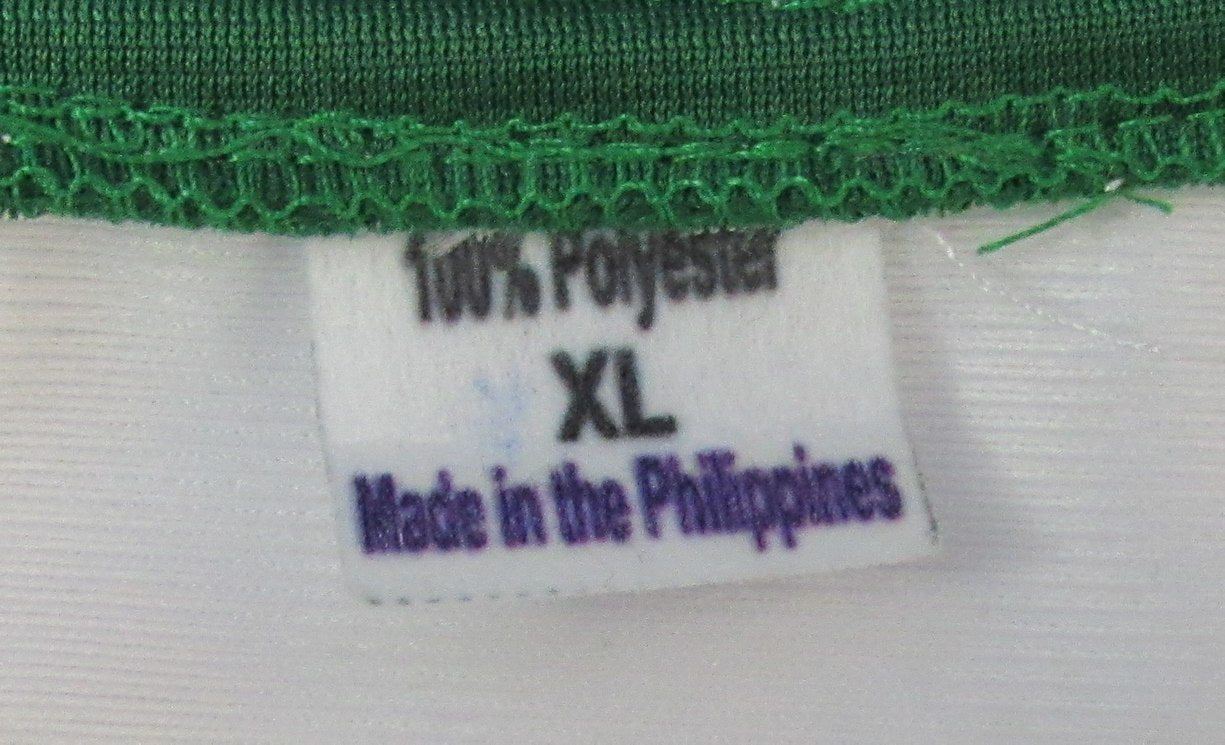 100% Polyester
XL
Made in the Philippines